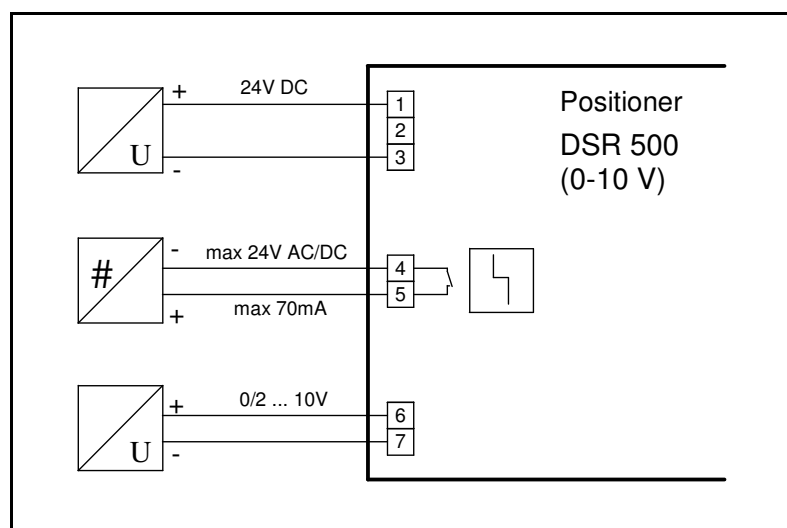 +
24V DC
1
Positioner
2
DSR 500
U
3
(0-10 V)
-
-
max 24V AC/DC
4
#
5
+
max 70mA
+
0/2 ... 10V
6
U
7
-